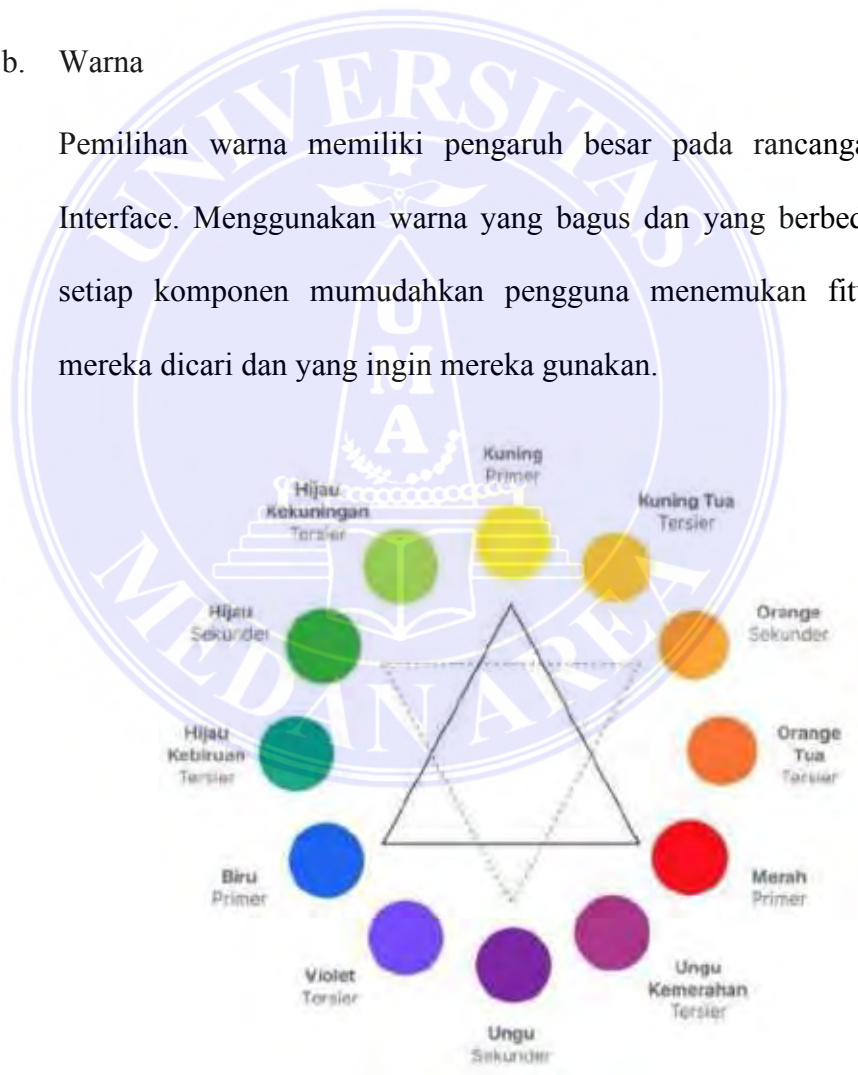 b. Warna
Pemilihan warna memiliki pengaruh besar pada
Interface. Menggunakan warna yang bagus dan yang
setiap komponen mumudahkan pengguna menemukan
mereka dicari dan yang ingin mereka gunakan.
UNIVERSITAS
UMA
MEDAN AREA
Kuning
Primer
Kuning Tua
Tersier
Orange
Sekunder
Orange
Tua
Tersier
Merah
Primer
Ungu
Kemerahan
Tersier
Ungu
Sekunder
Violet
Tersier
Biru
Primer
Hijau
Kebiruan
Tersier
Hijau
Sekunder
Hijau
Kekuningan
Tersier